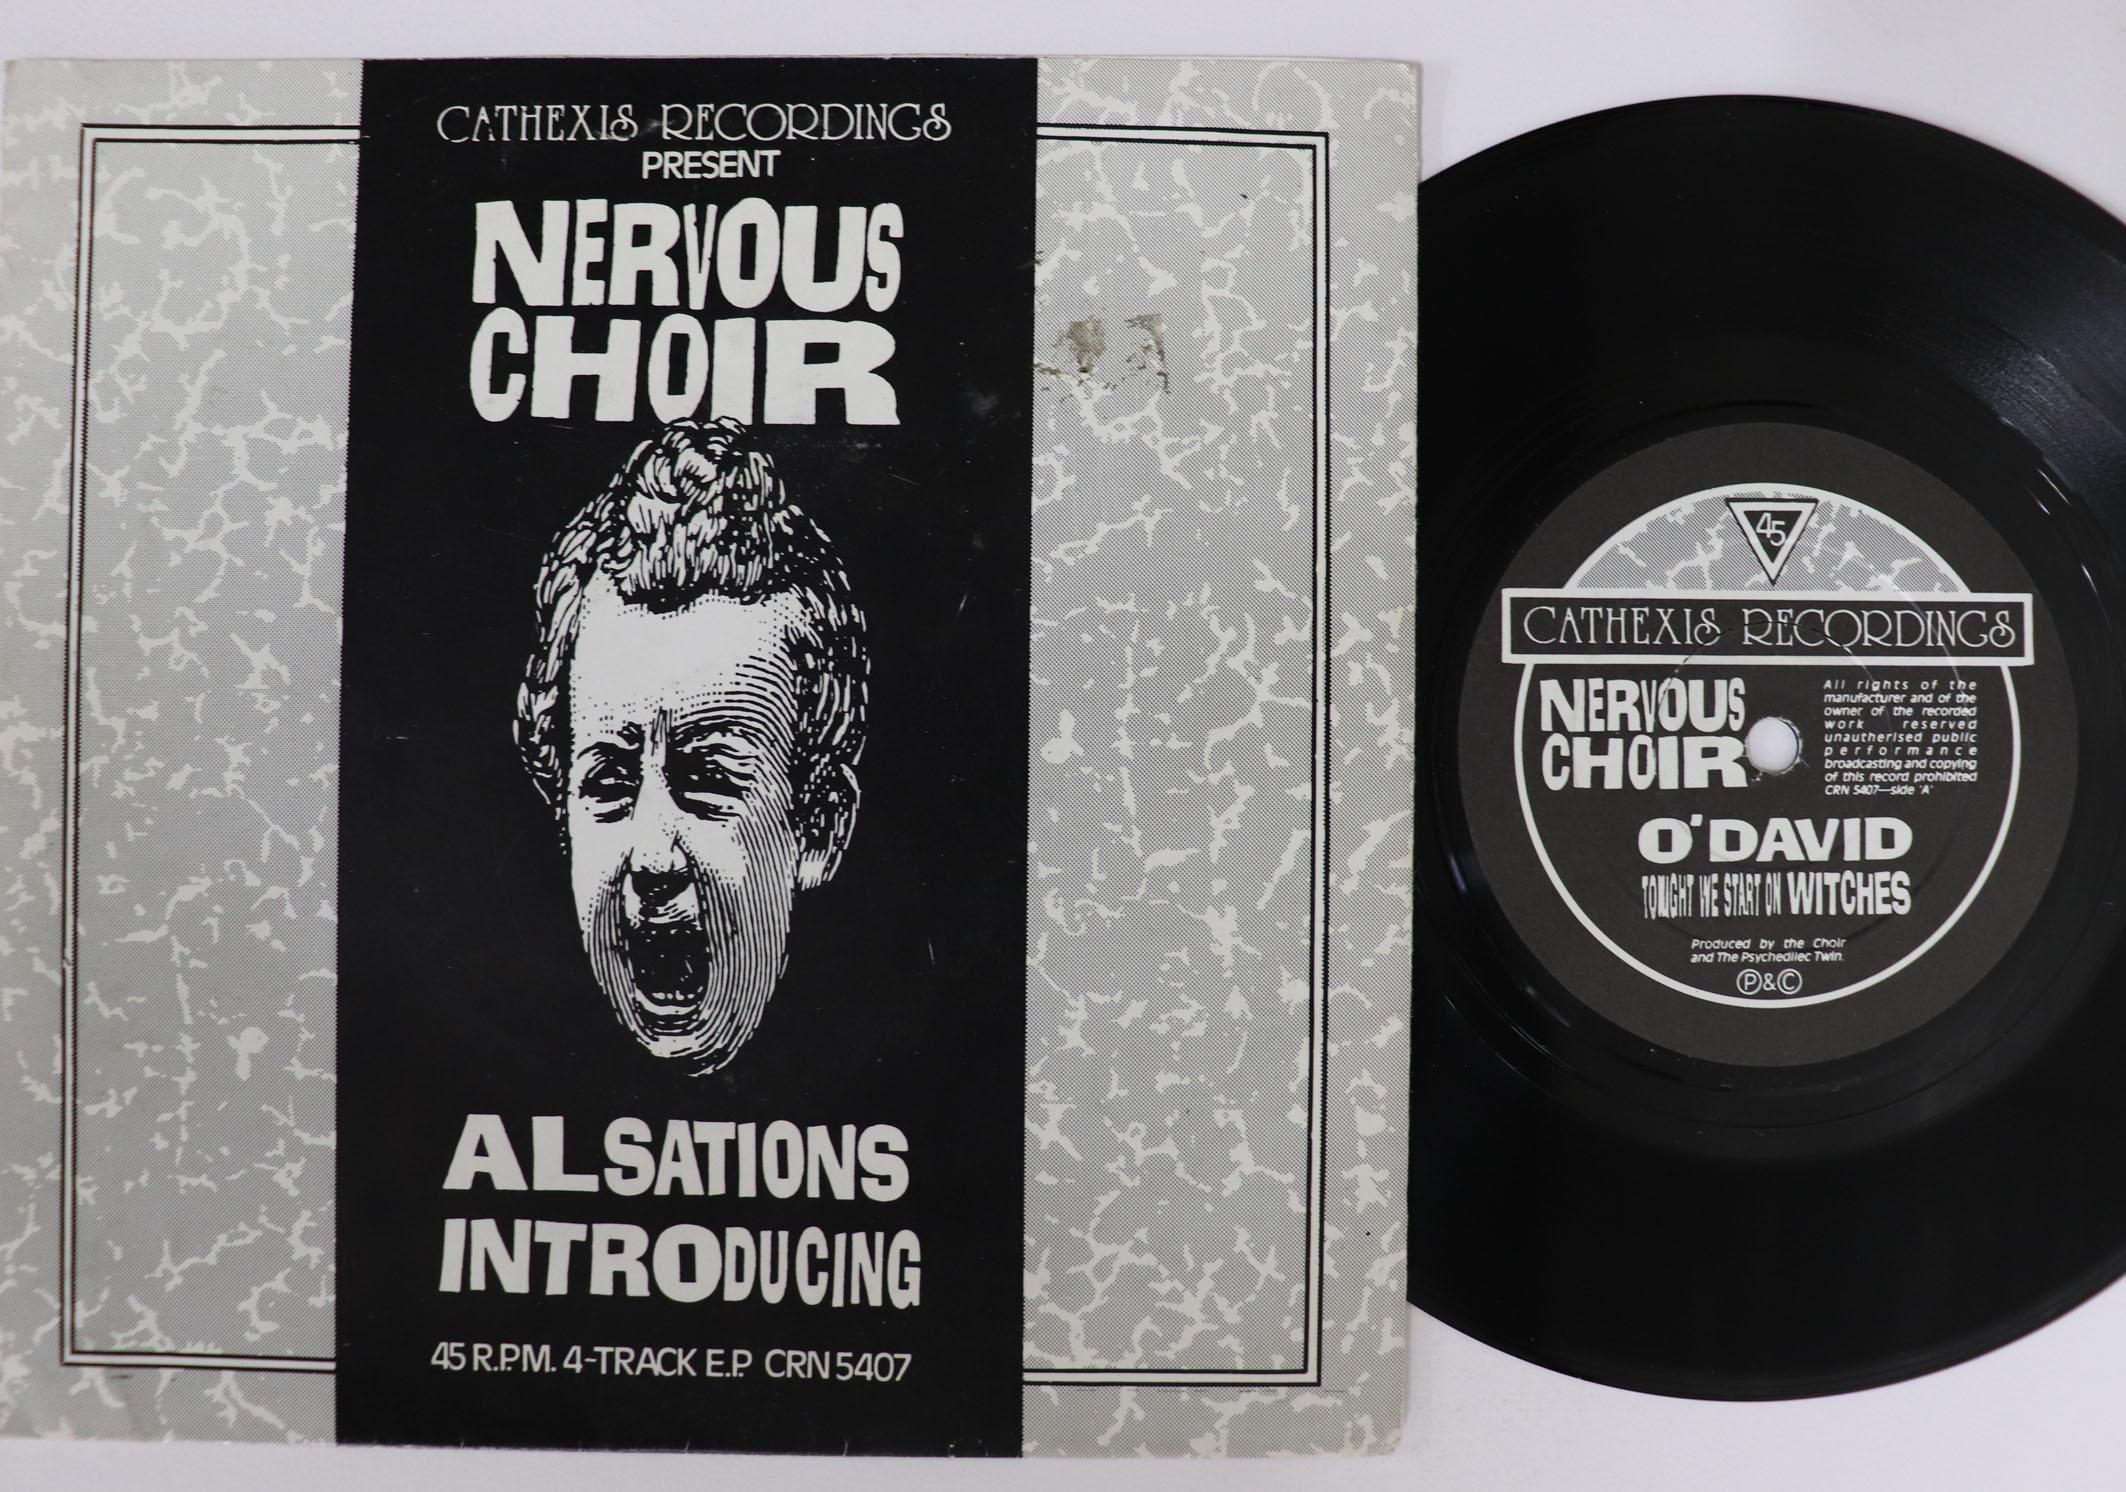 CATHEXIS RECORDINGS
PRESENT
NERVOUS
CHOIR
ALSATIONS
INTRODUCING
45 R.P.M. 4-TRACK E.P. CRN 5407
45
CATHEXIS RECORDINGS
NERVOUS
CHOIR
All rights of the
manufacturer and of the
owner of the recorded
work reserved
unauthorised public
performance
broadcasting and copying
of this record prohibited
CRN 5407—side 'A'
O'DAVID
TONIGHT WE START ON WITCHES
Produced by the Choir
and The Psychedilec Twin.
Ⓟ&Ⓒ